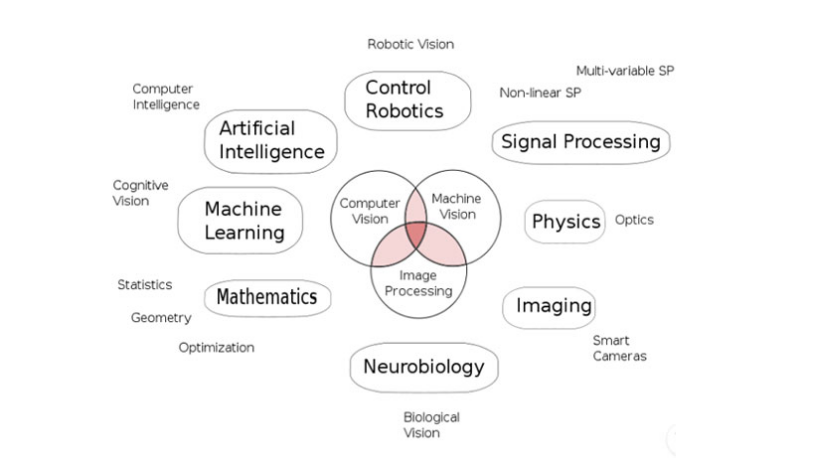 Robotic Vision
Multi-variable SP
Computer
Intelligence
Control
Robotics
Non-linear SP
Artificial
Intelligence
Signal Processing
Cognitive
Vision
Machine
Learning
Computer
Vision
Machine
Vision
Physics
Optics
Image
Processing
Statistics
Mathematics
Geometry
Imaging
Optimization
Smart
Cameras
Neurobiology
Biological
Vision